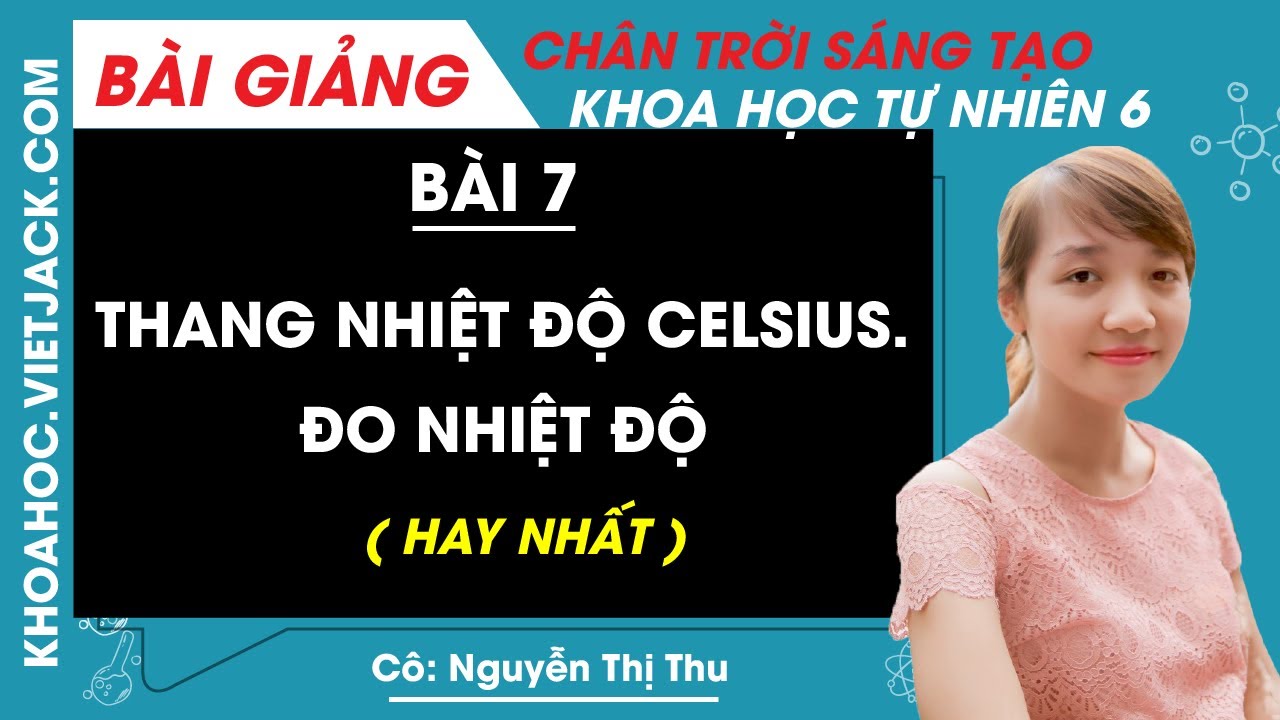 BÀI GIẢNG
CHÂN TRỜI SÁNG TẠO
KHOA HỌC TỰ NHIÊN 6
KHOAHOC.VIETJACK.COM
BÀI 7
THANG NHIỆT ĐỘ CELSIUS.
ĐO NHIỆT ĐỘ
( HAY NHẤT )
Cô: Nguyễn Thị Thu